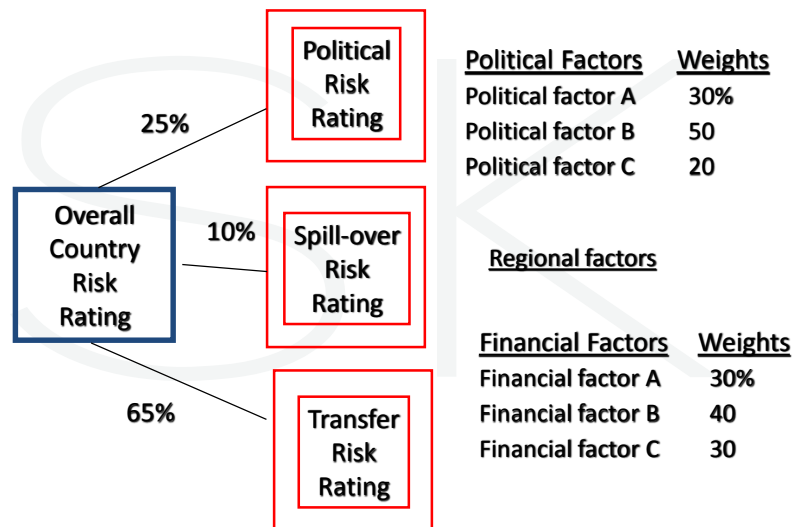 Political
Risk
Rating
Political Factors Weights
Political factor A 30%
Political factor B 50
Political factor C 20
25%
Overall
Country
Risk
Rating
10%
Spill-over
Risk
Rating
Regional factors
65%
Transfer
Risk
Rating
Financial Factors Weights
Financial factor A 30%
Financial factor B 40
Financial factor C 30
SK